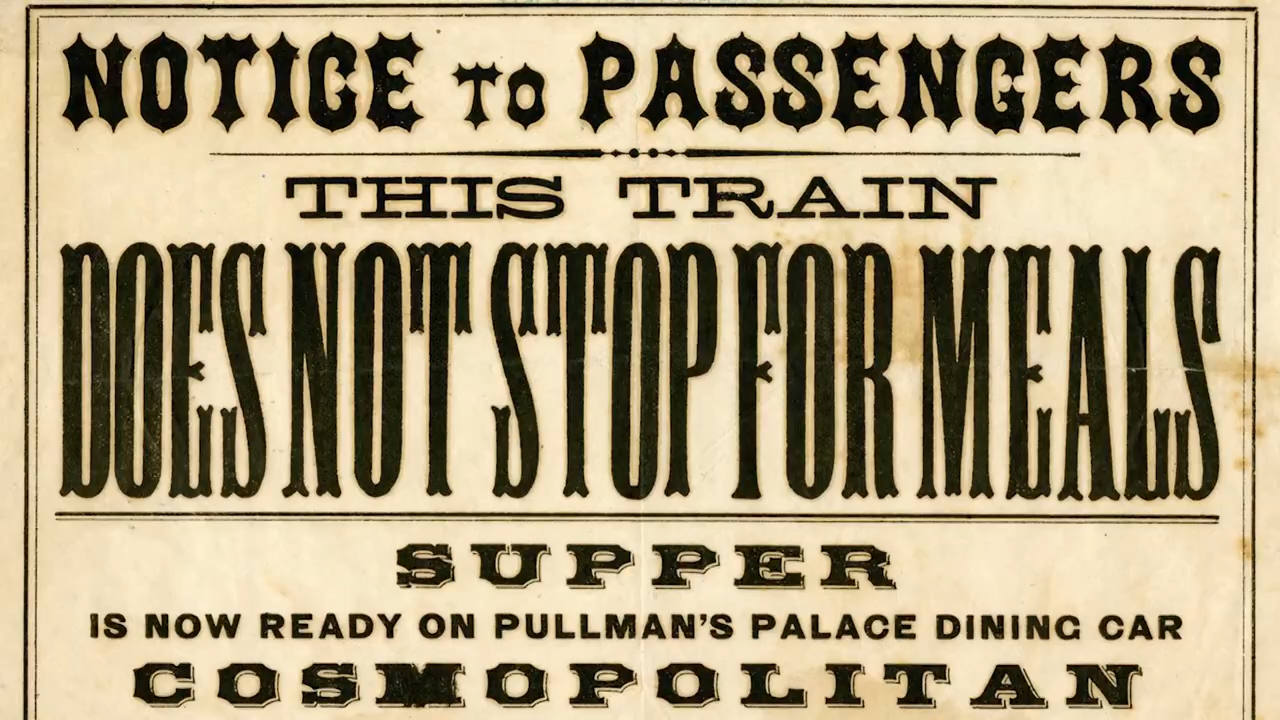 NOTICE TO PASSENGERS
THIS TRAIN
DOES NOT STOP FOR MEALS
SUPPER
IS NOW READY ON PULLMAN'S PALACE DINING CAR
COSMOPOLITAN